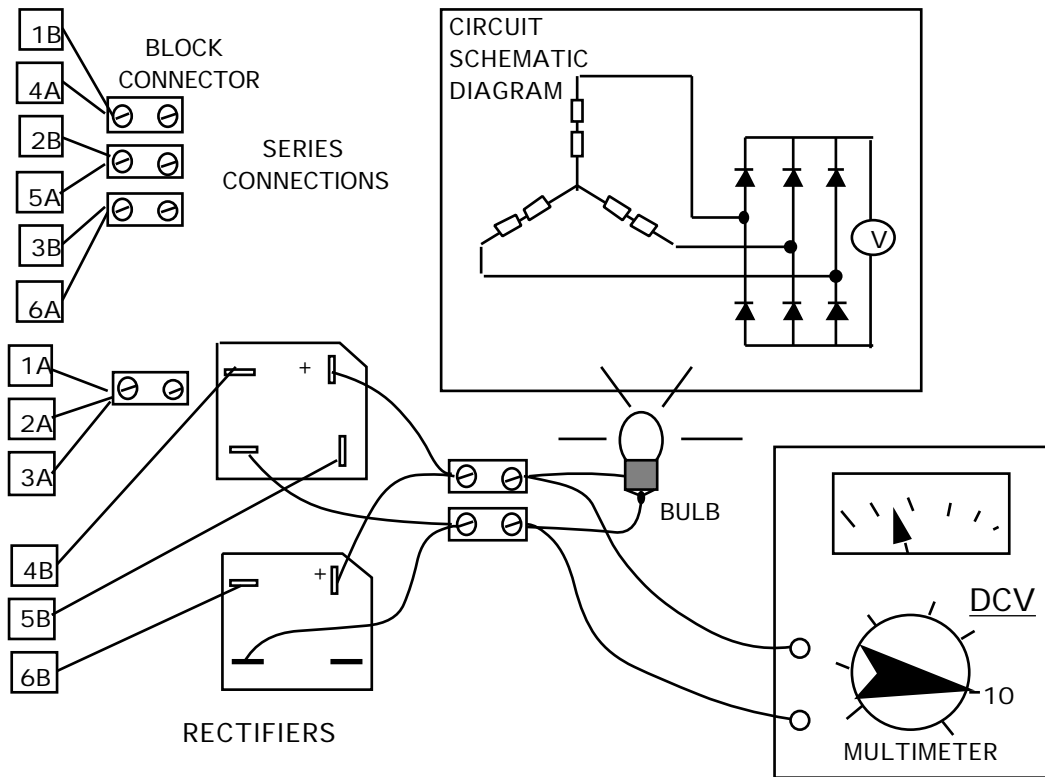 1B
4A
2B
5A
3B
6A
BLOCK
CONNECTOR
SERIES
CONNECTIONS
CIRCUIT
SCHEMATIC
DIAGRAM
V
1A
2A
3A
4B
5B
6B
+
+
RECTIFIERS
BULB
DCV
10
MULTIMETER